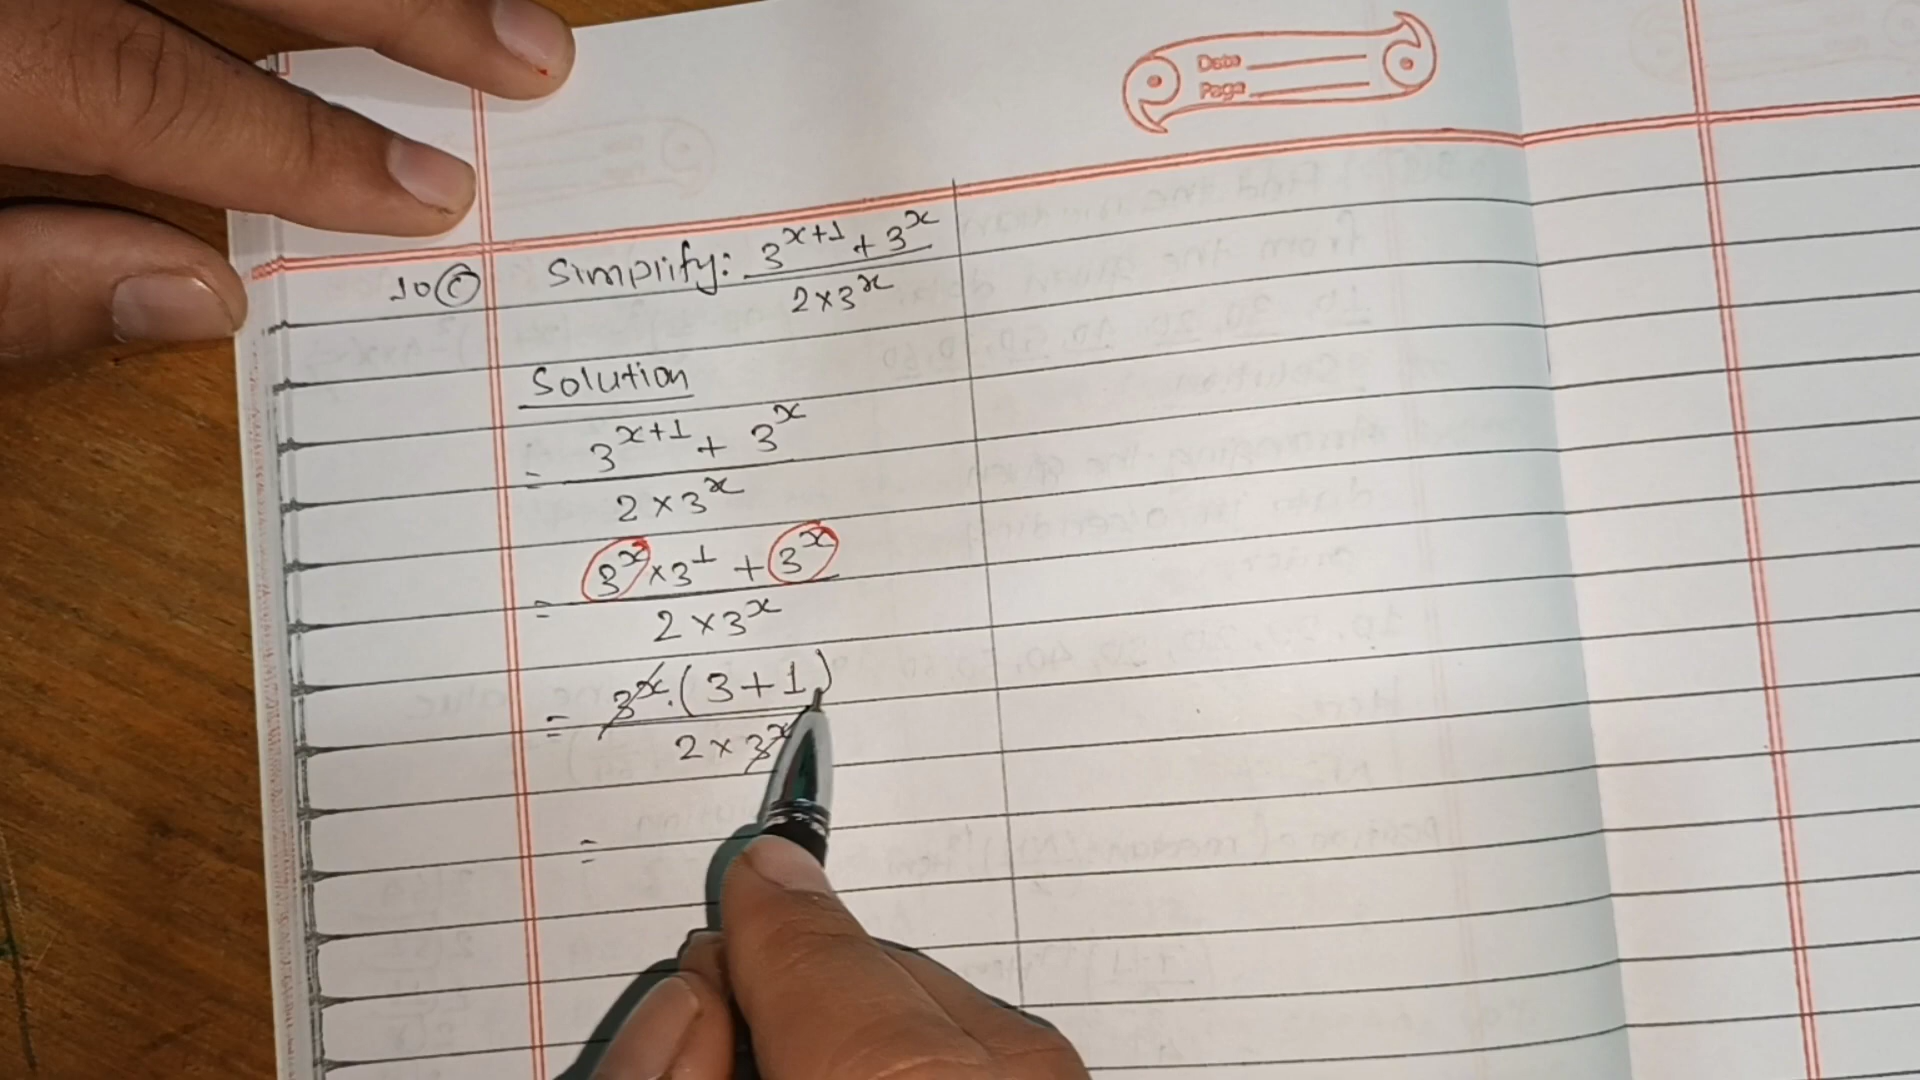 Date
Page
10(c) Simplify: 3^(x+1) + 3^x / 2×3^x
Solution
= 3^(x+1) + 3^x / 2×3^x
= 3^x×3^1 + 3^x / 2×3^x
= 3^x.(3+1) / 2×3^x
=